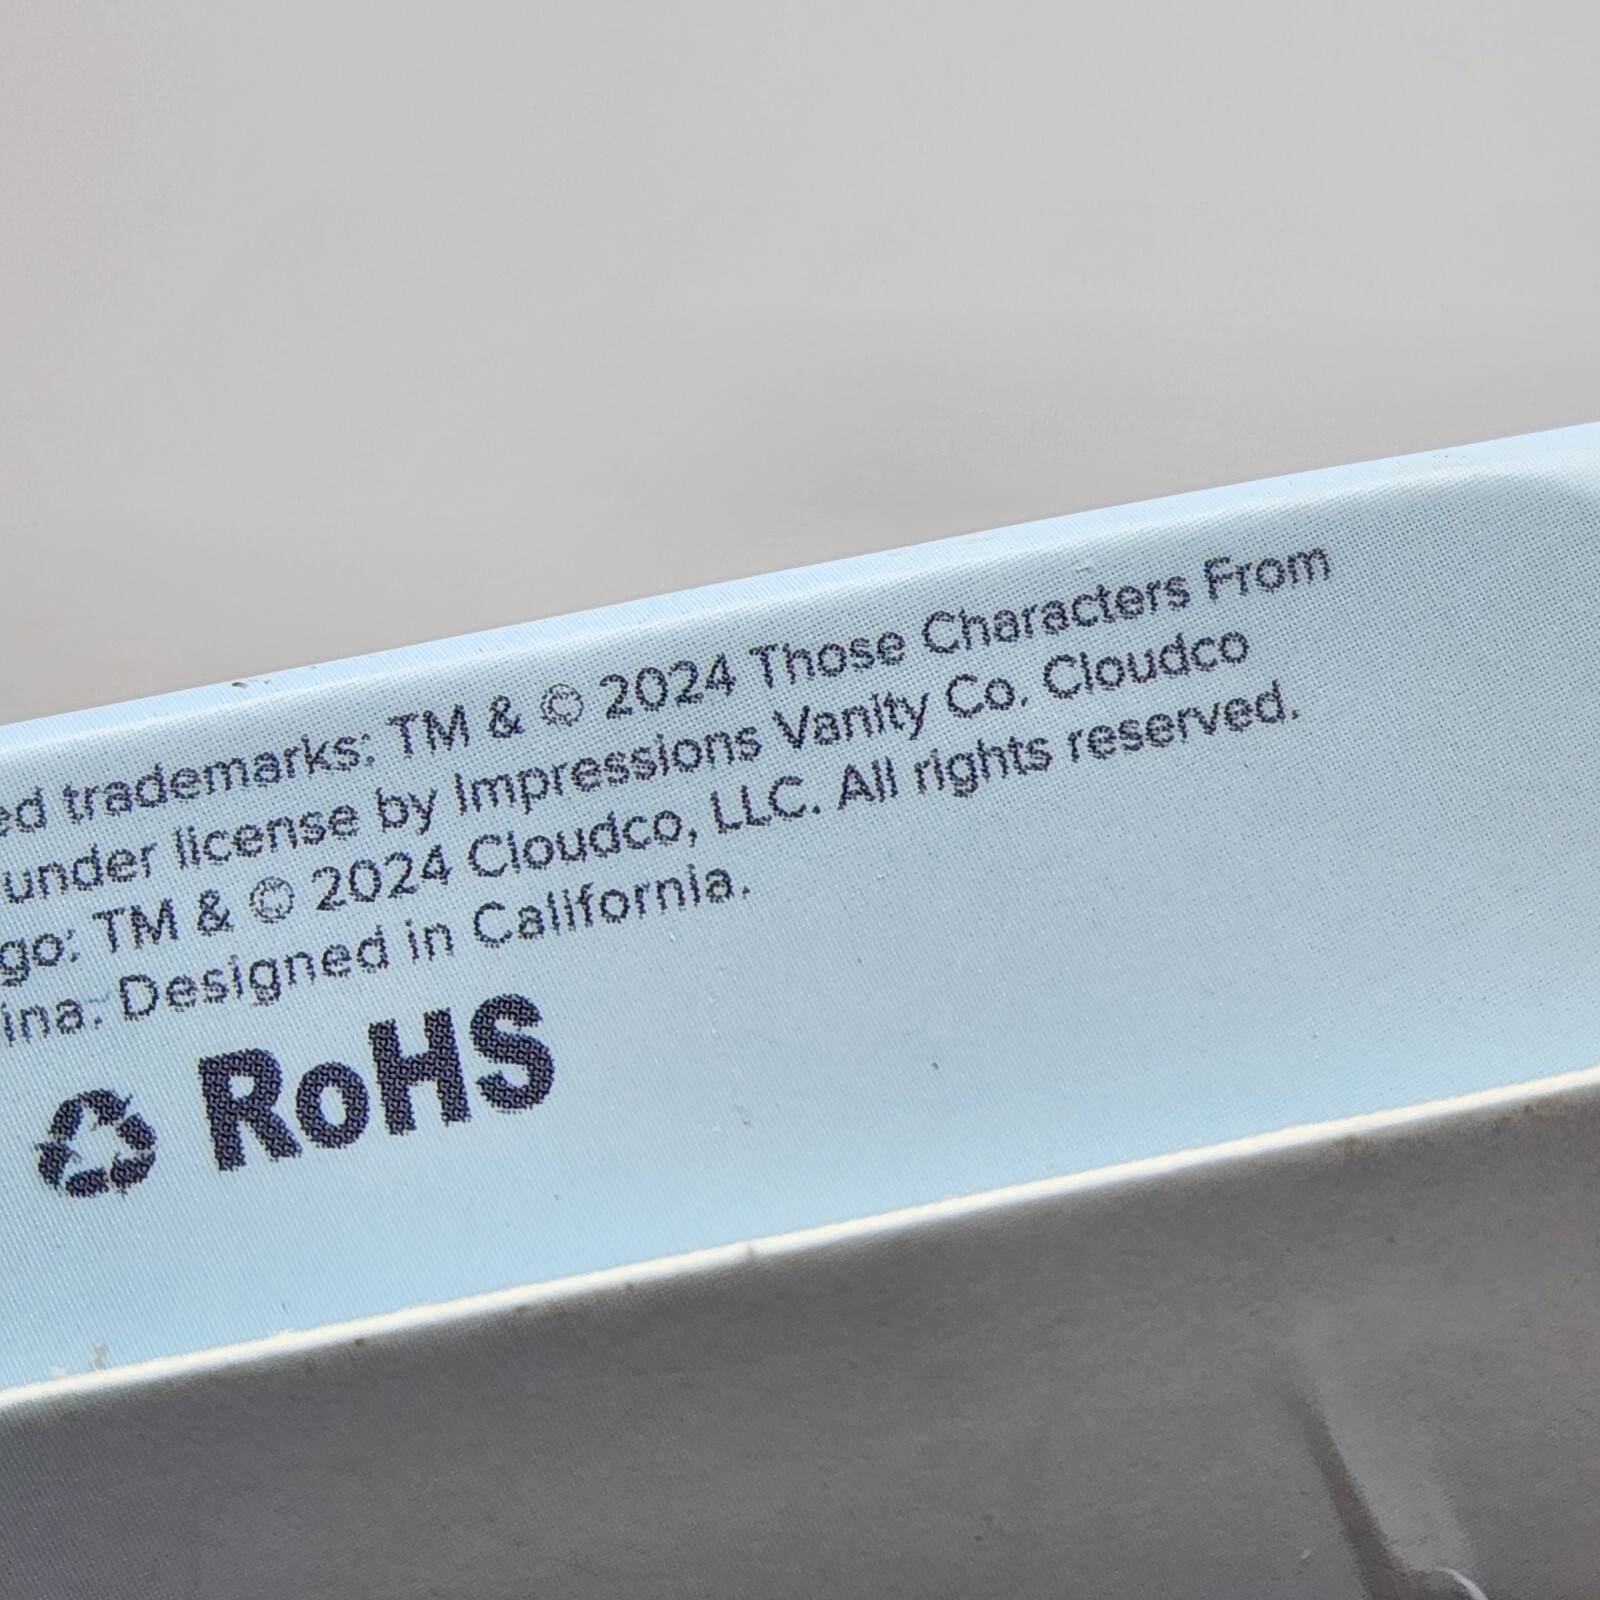 ed trademarks: TM & © 2024 Those Characters From
under license by Impressions Vanity Co. Cloudco
go: TM & © 2024 Cloudco, LLC. All rights reserved.
ina. Designed in California.
RoHS